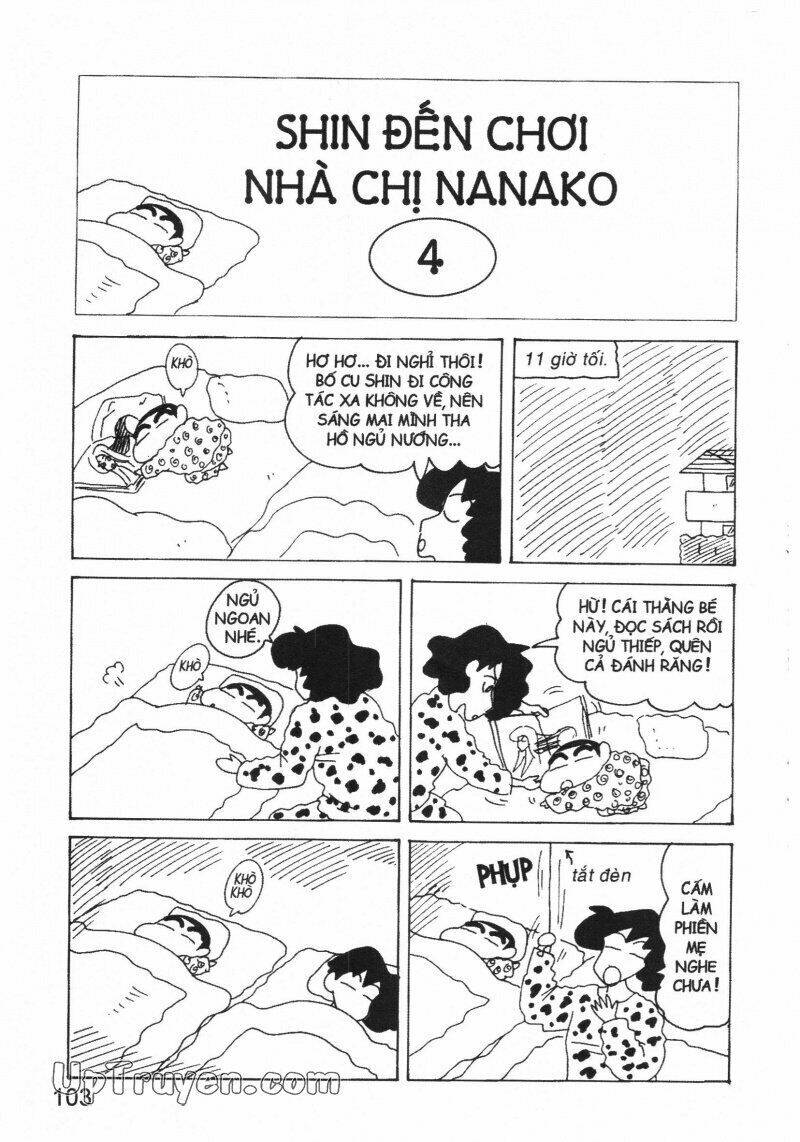 SHIN ĐẾN CHƠI
NHÀ CHỊ NANAKO
4
11 giờ tối.
HƠ HƠ... ĐI NGHỈ THÔI!
BỐ CU SHIN ĐI CÔNG
TÁC XA KHÔNG VỀ, NÊN
SÁNG MAI MÌNH THA
HỒ NGỦ NƯỚNG...
KHÒ
HỪ! CÁI THẰNG BÉ
NÀY, ĐỌC SÁCH RỒI
NGỦ THIẾP, QUÊN
CẢ ĐÁNH RĂNG!
NGỦ
NGOAN
NHÉ.
KHÒ
PHỤP
tắt đèn
CẤM
LÀM
PHIỀN
MẸ
NGHE
CHƯA!
KHÒ
KHÒ
UpTruyen.com
103